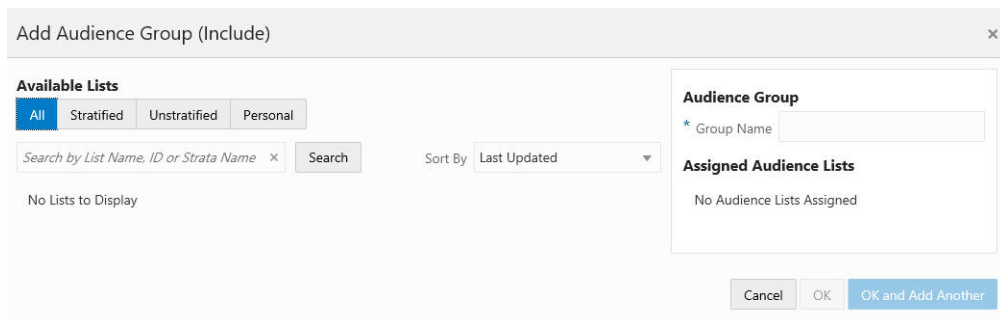 Add Audience Group (Include)
×
Available Lists
All Stratified Unstratified Personal
Search by List Name, ID or Strata Name × Search Sort By Last Updated
No Lists to Display
Audience Group
* Group Name
Assigned Audience Lists
No Audience Lists Assigned
Cancel OK OK and Add Another